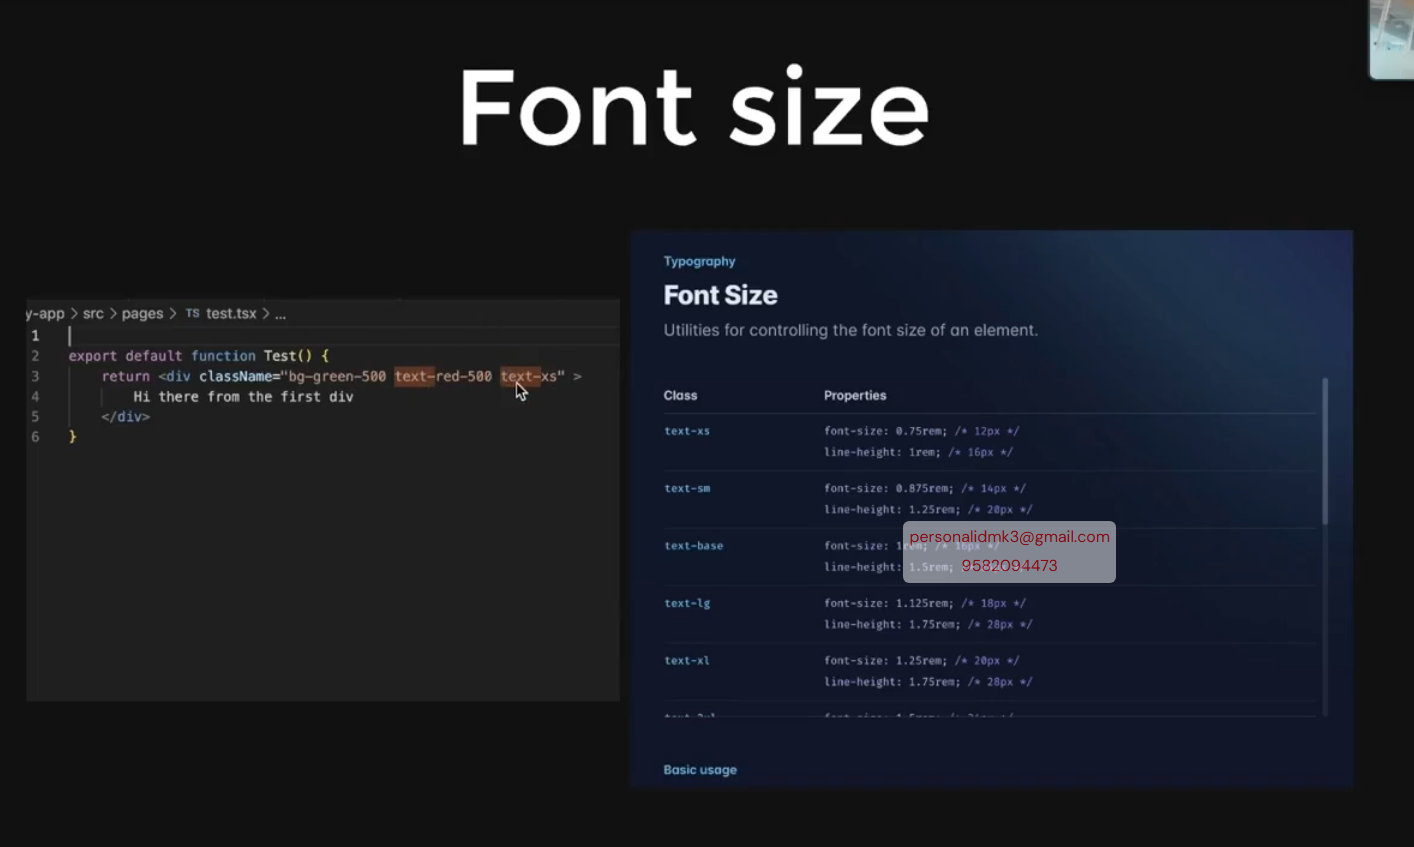 Font size
y-app > src > pages > TS test.tsx > ...
1
2 export default function Test() {
3 return <div className="bg-green-500 text-red-500 text-xs" >
4 Hi there from the first div
5 </div>
6 }
Typography
Font Size
Utilities for controlling the font size of an element.
Class Properties
text-xs font-size: 0.75rem; /* 12px */
line-height: 1rem; /* 16px */
text-sm font-size: 0.875rem; /* 14px */
line-height: 1.25rem; /* 20px */
text-base font-size: 1rem; /* 16px */
line-height: 1.5rem;
personalidmk3@gmail.com
9582094473
text-lg font-size: 1.125rem; /* 18px */
line-height: 1.75rem; /* 28px */
text-xl font-size: 1.25rem; /* 20px */
line-height: 1.75rem; /* 28px */
Basic usage